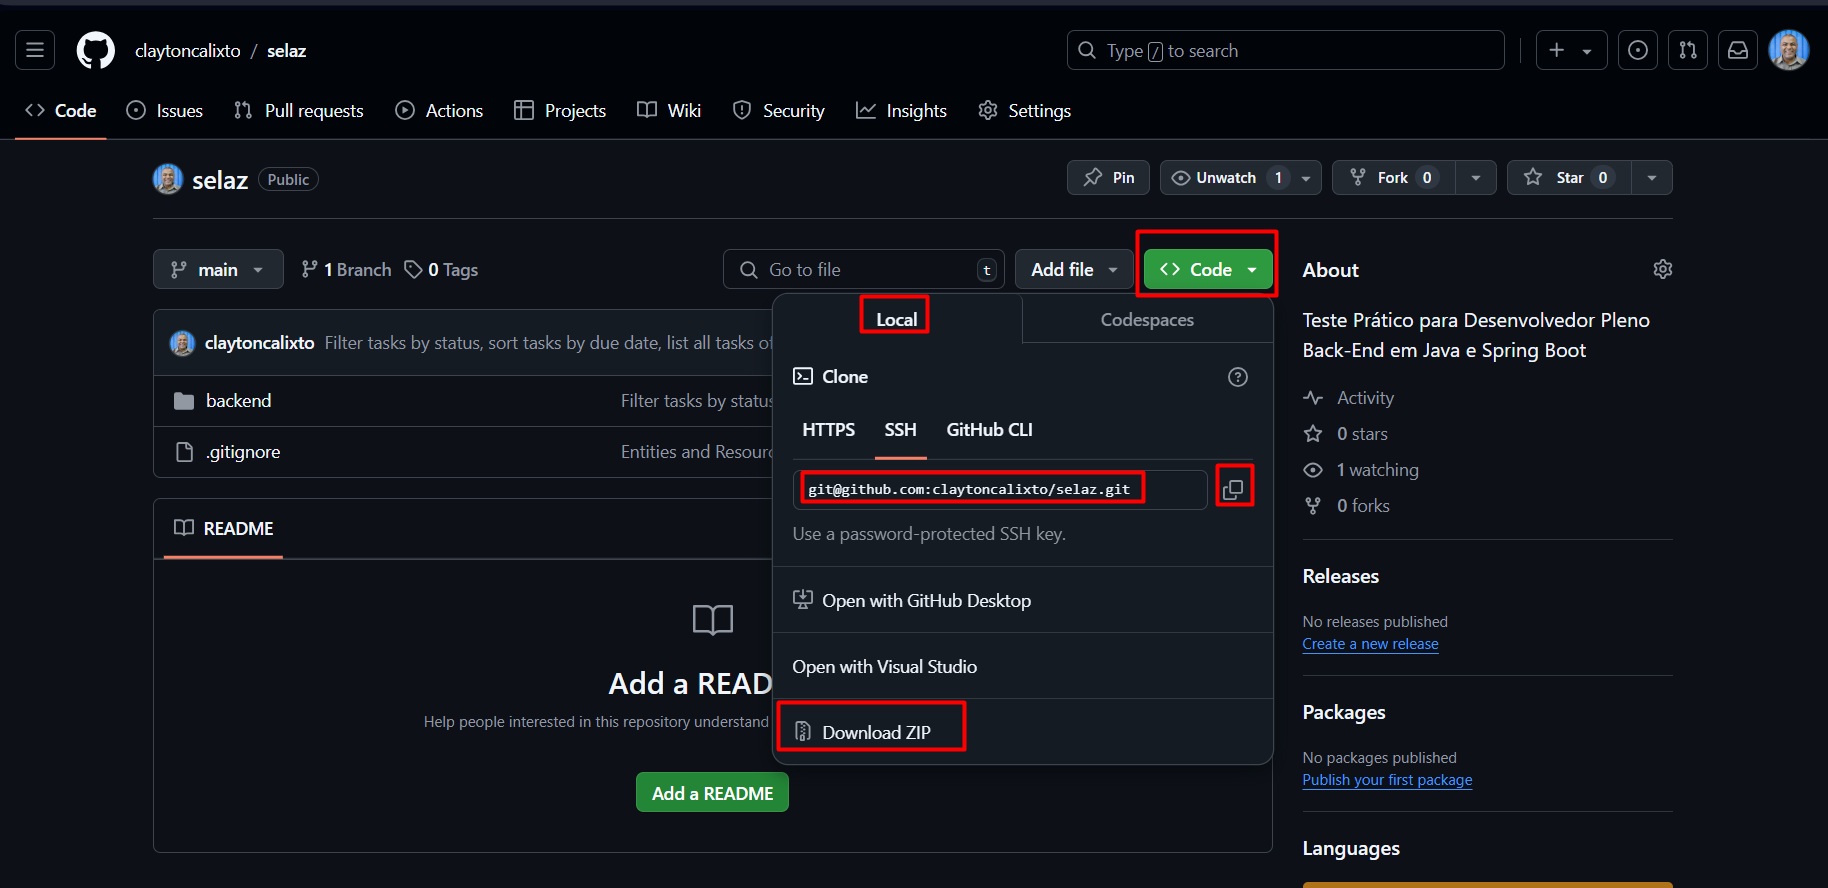 claytoncalixto / selaz
Type / to search
Code Issues Pull requests Actions Projects Wiki Security Insights Settings
selaz Public
Pin Unwatch 1 Fork 0 Star 0
main 1 Branch 0 Tags
Go to file t Add file Code
claytoncalixto Filter tasks by status, sort tasks by due date, list all tasks of
backend Filter tasks by status
.gitignore Entities and Resourc
README
Add a READ
Help people interested in this repository understand
Add a README
Local Codespaces
Clone
HTTPS SSH GitHub CLI
git@github.com:claytoncalixto/selaz.git
Use a password-protected SSH key.
Open with GitHub Desktop
Open with Visual Studio
Download ZIP
About
Teste Prático para Desenvolvedor Pleno
Back-End em Java e Spring Boot
Activity
0 stars
1 watching
0 forks
Releases
No releases published
Create a new release
Packages
No packages published
Publish your first package
Languages